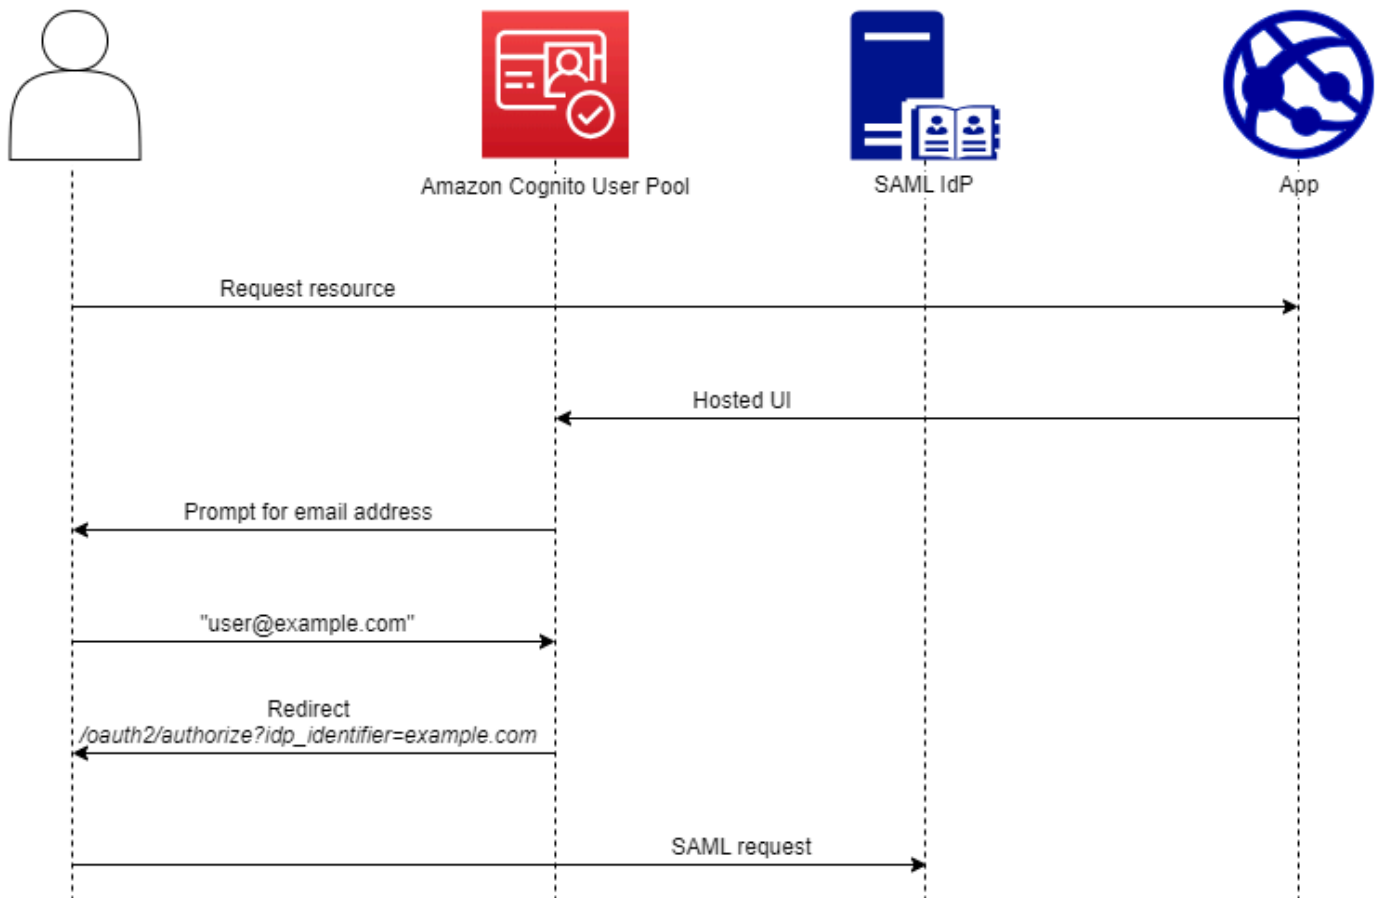 Amazon Cognito User Pool
SAML IdP
App
Request resource
Hosted UI
Prompt for email address
"user@example.com"
Redirect
/oauth2/authorize?idp_identifier=example.com
SAML request